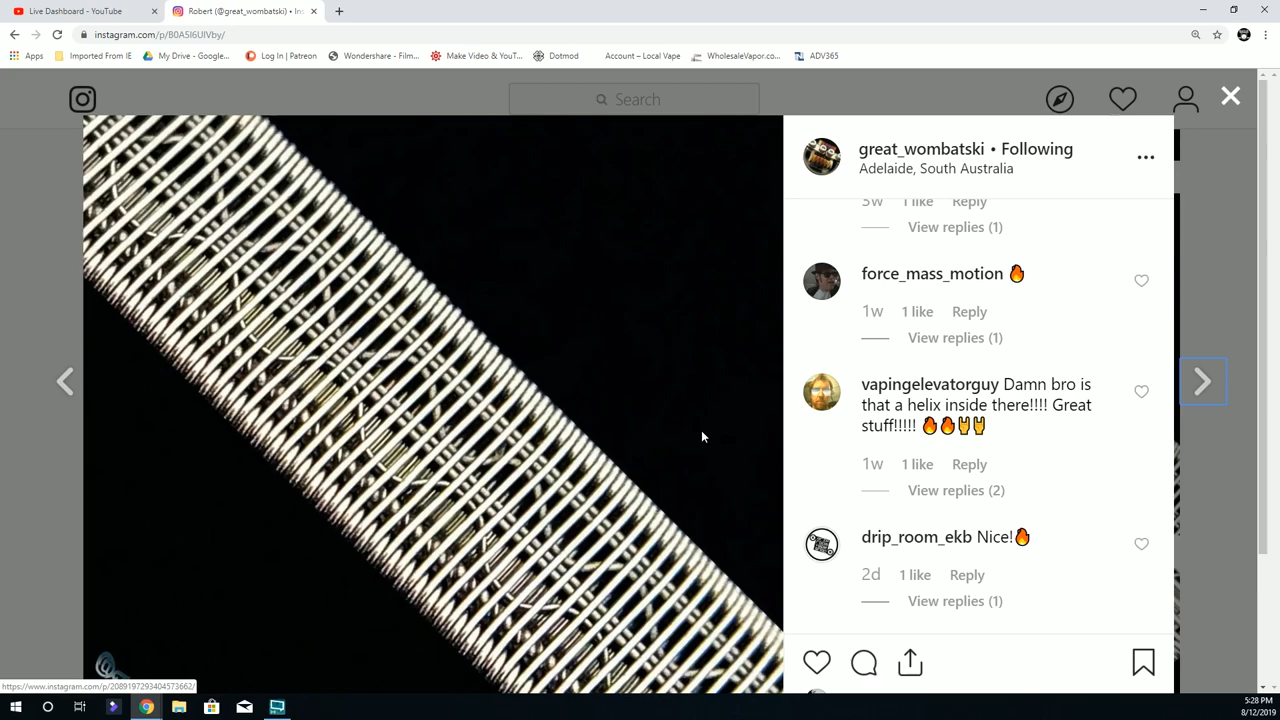 Live Dashboard - YouTube
Robert (@great_wombatski) • Ins
instagram.com/p/B0A5l6UlVby/
Apps
Imported From IE
My Drive - Google...
Log In | Patreon
Wondershare - Film...
Make Video & YouT...
Dotmod
Account – Local Vape
WholesaleVapor.co...
ADV365
Search
great_wombatski • Following
Adelaide, South Australia
3w 1 like Reply
View replies (1)
force_mass_motion 🔥
1w 1 like Reply
View replies (1)
vapingelevatorguy Damn bro is
that a helix inside there!!!! Great
stuff!!!!! 🔥🔥🤘🤘
1w 1 like Reply
View replies (2)
drip_room_ekb Nice!🔥
2d 1 like Reply
View replies (1)
https://www.instagram.com/p/2089197293404573662/
5:28 PM
8/12/2019